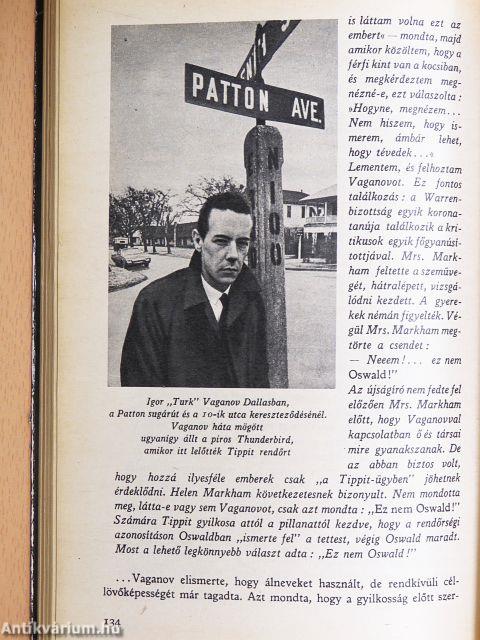 is láttam volna ezt az
embert« — mondta, majd
amikor közöltem, hogy a
férfi kint van a kocsiban,
és megkérdeztem meg-
nézné-e, ezt válaszolta:
»Hogyne, megnézem...
Nem hiszem, hogy is-
merem, ámbár lehet,
hogy tévedek...«
Lementem, és felhoztam
Vaganovot. Ez fontos
találkozás: a Warren-
bizottság egyik korona-
tanúja találkozik a kri-
tikusok egyik főgyanúsí-
tottjával. Mrs. Mark-
ham feltette a szemüve-
gét, hátralépett, vizsgá-
lódni kezdett. A gyere-
kek némán figyelték. Vé-
gül Mrs. Markham meg-
törte a csendet:
— Neeem!... ez nem
Oswald!"
Az újságíró nem fedte fel
előzően Mrs. Markham
előtt, hogy Vaganovval
kapcsolatban ő és társai
mire gyanakszanak. De
az abban biztos volt,
PATTON AVE.
Igor „Turk" Vaganov Dallasban,
a Patton sugárút és a 10-ik utca kereszteződésénél.
Vaganov háta mögött
ugyanígy állt a piros Thunderbird,
amikor itt lelőtték Tippit rendőrt
hogy hozzá ilyesféle emberek csak „a Tippit-ügyben" jöhetnek
érdeklődni. Helen Markham következetesnek bizonyult. Nem mondotta
meg, látta-e vagy sem Vaganovot, csak azt mondta: „Ez nem Oswald!"
Számára Tippit gyilkosa attól a pillanattól kezdve, hogy a rendőrségi
azonosításon Oswaldban „ismerte fel" a tettest, végig Oswald maradt.
Most a lehető legkönnyebb választ adta: „Ez nem Oswald!"
...Vaganov elismerte, hogy álneveket használt, de rendkívüli cél-
lövőképességét már tagadta. Azt mondta, hogy a gyilkosság előtt szer-
134
Antikvárium.hu